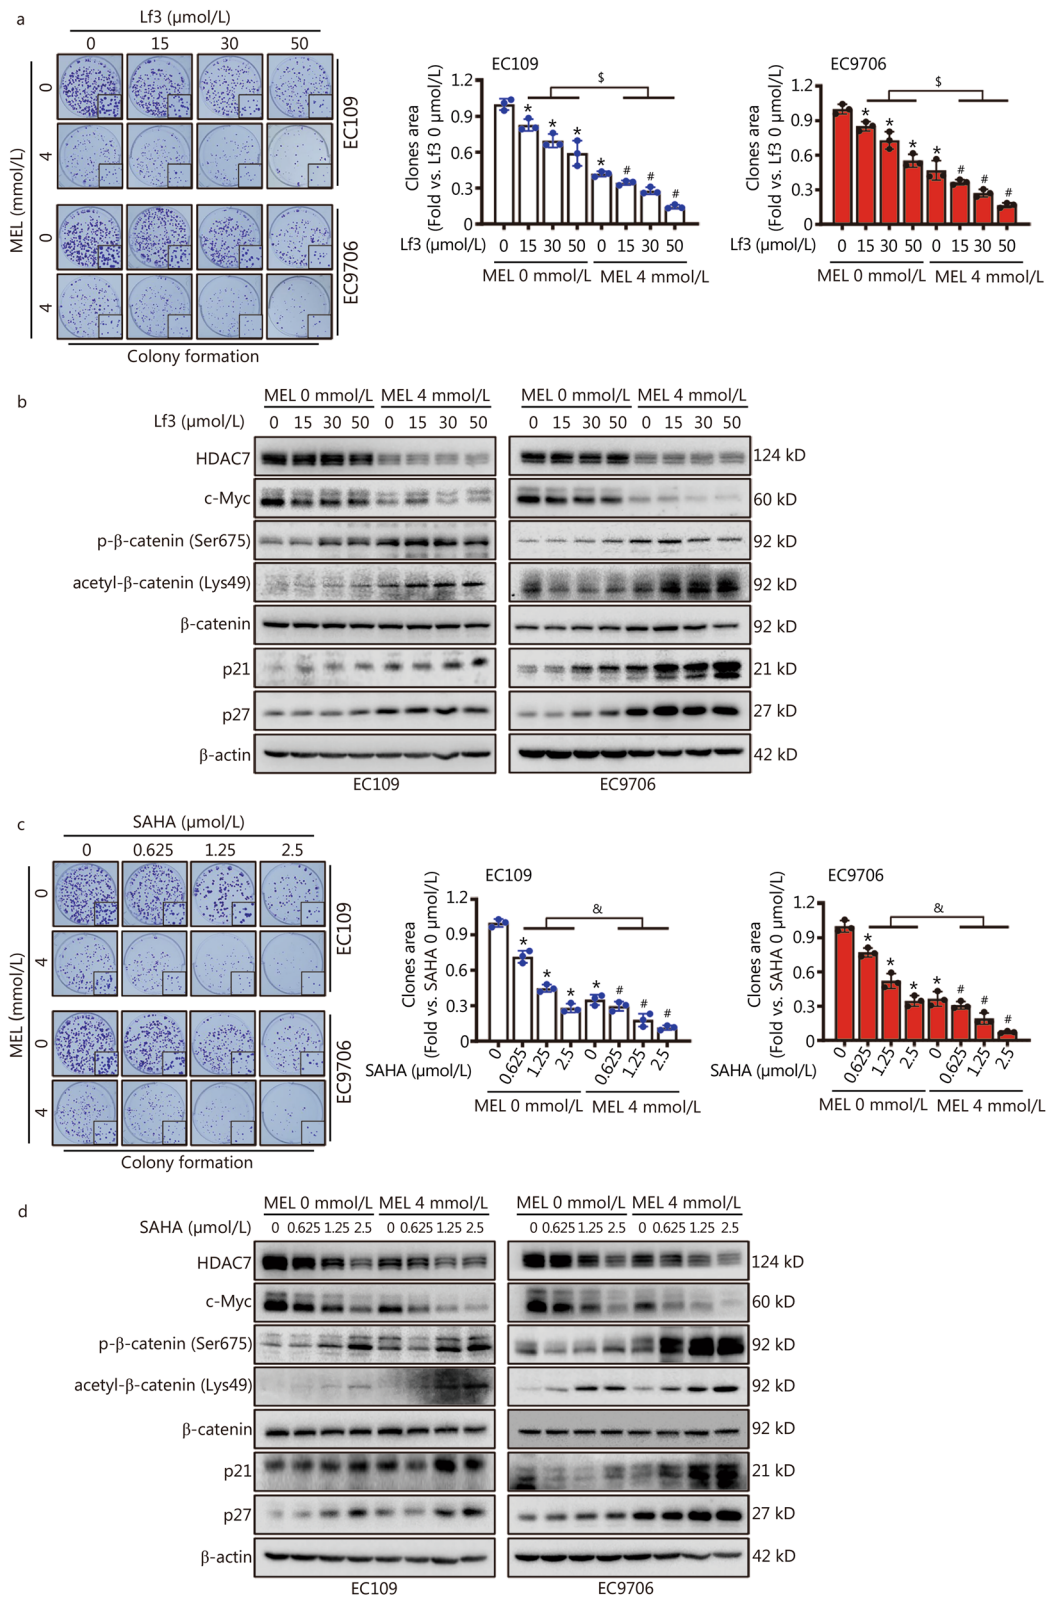 a
Lf3 (μmol/L)
0 15 30 50
MEL (mmol/L)
0
4
EC109
0
4
EC9706
Colony formation
EC109
Clones area
(Fold vs. Lf3 0 μmol/L)
1.2
0.9
0.6
0.3
0
$
* * * * # # #
Lf3 (μmol/L) 0 15 30 50 0 15 30 50
MEL 0 mmol/L MEL 4 mmol/L
EC9706
Clones area
(Fold vs. Lf3 0 μmol/L)
1.2
0.9
0.6
0.3
0
$
* * * * # # #
Lf3 (μmol/L) 0 15 30 50 0 15 30 50
MEL 0 mmol/L MEL 4 mmol/L
b
MEL 0 mmol/L MEL 4 mmol/L MEL 0 mmol/L MEL 4 mmol/L
Lf3 (μmol/L) 0 15 30 50 0 15 30 50 0 15 30 50 0 15 30 50
HDAC7 124 kD
c-Myc 60 kD
p-β-catenin (Ser675) 92 kD
acetyl-β-catenin (Lys49) 92 kD
β-catenin 92 kD
p21 21 kD
p27 27 kD
β-actin 42 kD
EC109 EC9706
c
SAHA (μmol/L)
0 0.625 1.25 2.5
MEL (mmol/L)
0
4
EC109
0
4
EC9706
Colony formation
EC109
Clones area
(Fold vs. SAHA 0 μmol/L)
1.2
0.9
0.6
0.3
0
&
* * * * # # #
SAHA (μmol/L) 0 0.625 1.25 2.5 0 0.625 1.25 2.5
MEL 0 mmol/L MEL 4 mmol/L
EC9706
Clones area
(Fold vs. SAHA 0 μmol/L)
1.2
0.9
0.6
0.3
0
&
* * * * # # #
SAHA (μmol/L) 0 0.625 1.25 2.5 0 0.625 1.25 2.5
MEL 0 mmol/L MEL 4 mmol/L
d
MEL 0 mmol/L MEL 4 mmol/L MEL 0 mmol/L MEL 4 mmol/L
SAHA (μmol/L) 0 0.625 1.25 2.5 0 0.625 1.25 2.5 0 0.625 1.25 2.5 0 0.625 1.25 2.5
HDAC7 124 kD
c-Myc 60 kD
p-β-catenin (Ser675) 92 kD
acetyl-β-catenin (Lys49) 92 kD
β-catenin 92 kD
p21 21 kD
p27 27 kD
β-actin 42 kD
EC109 EC9706